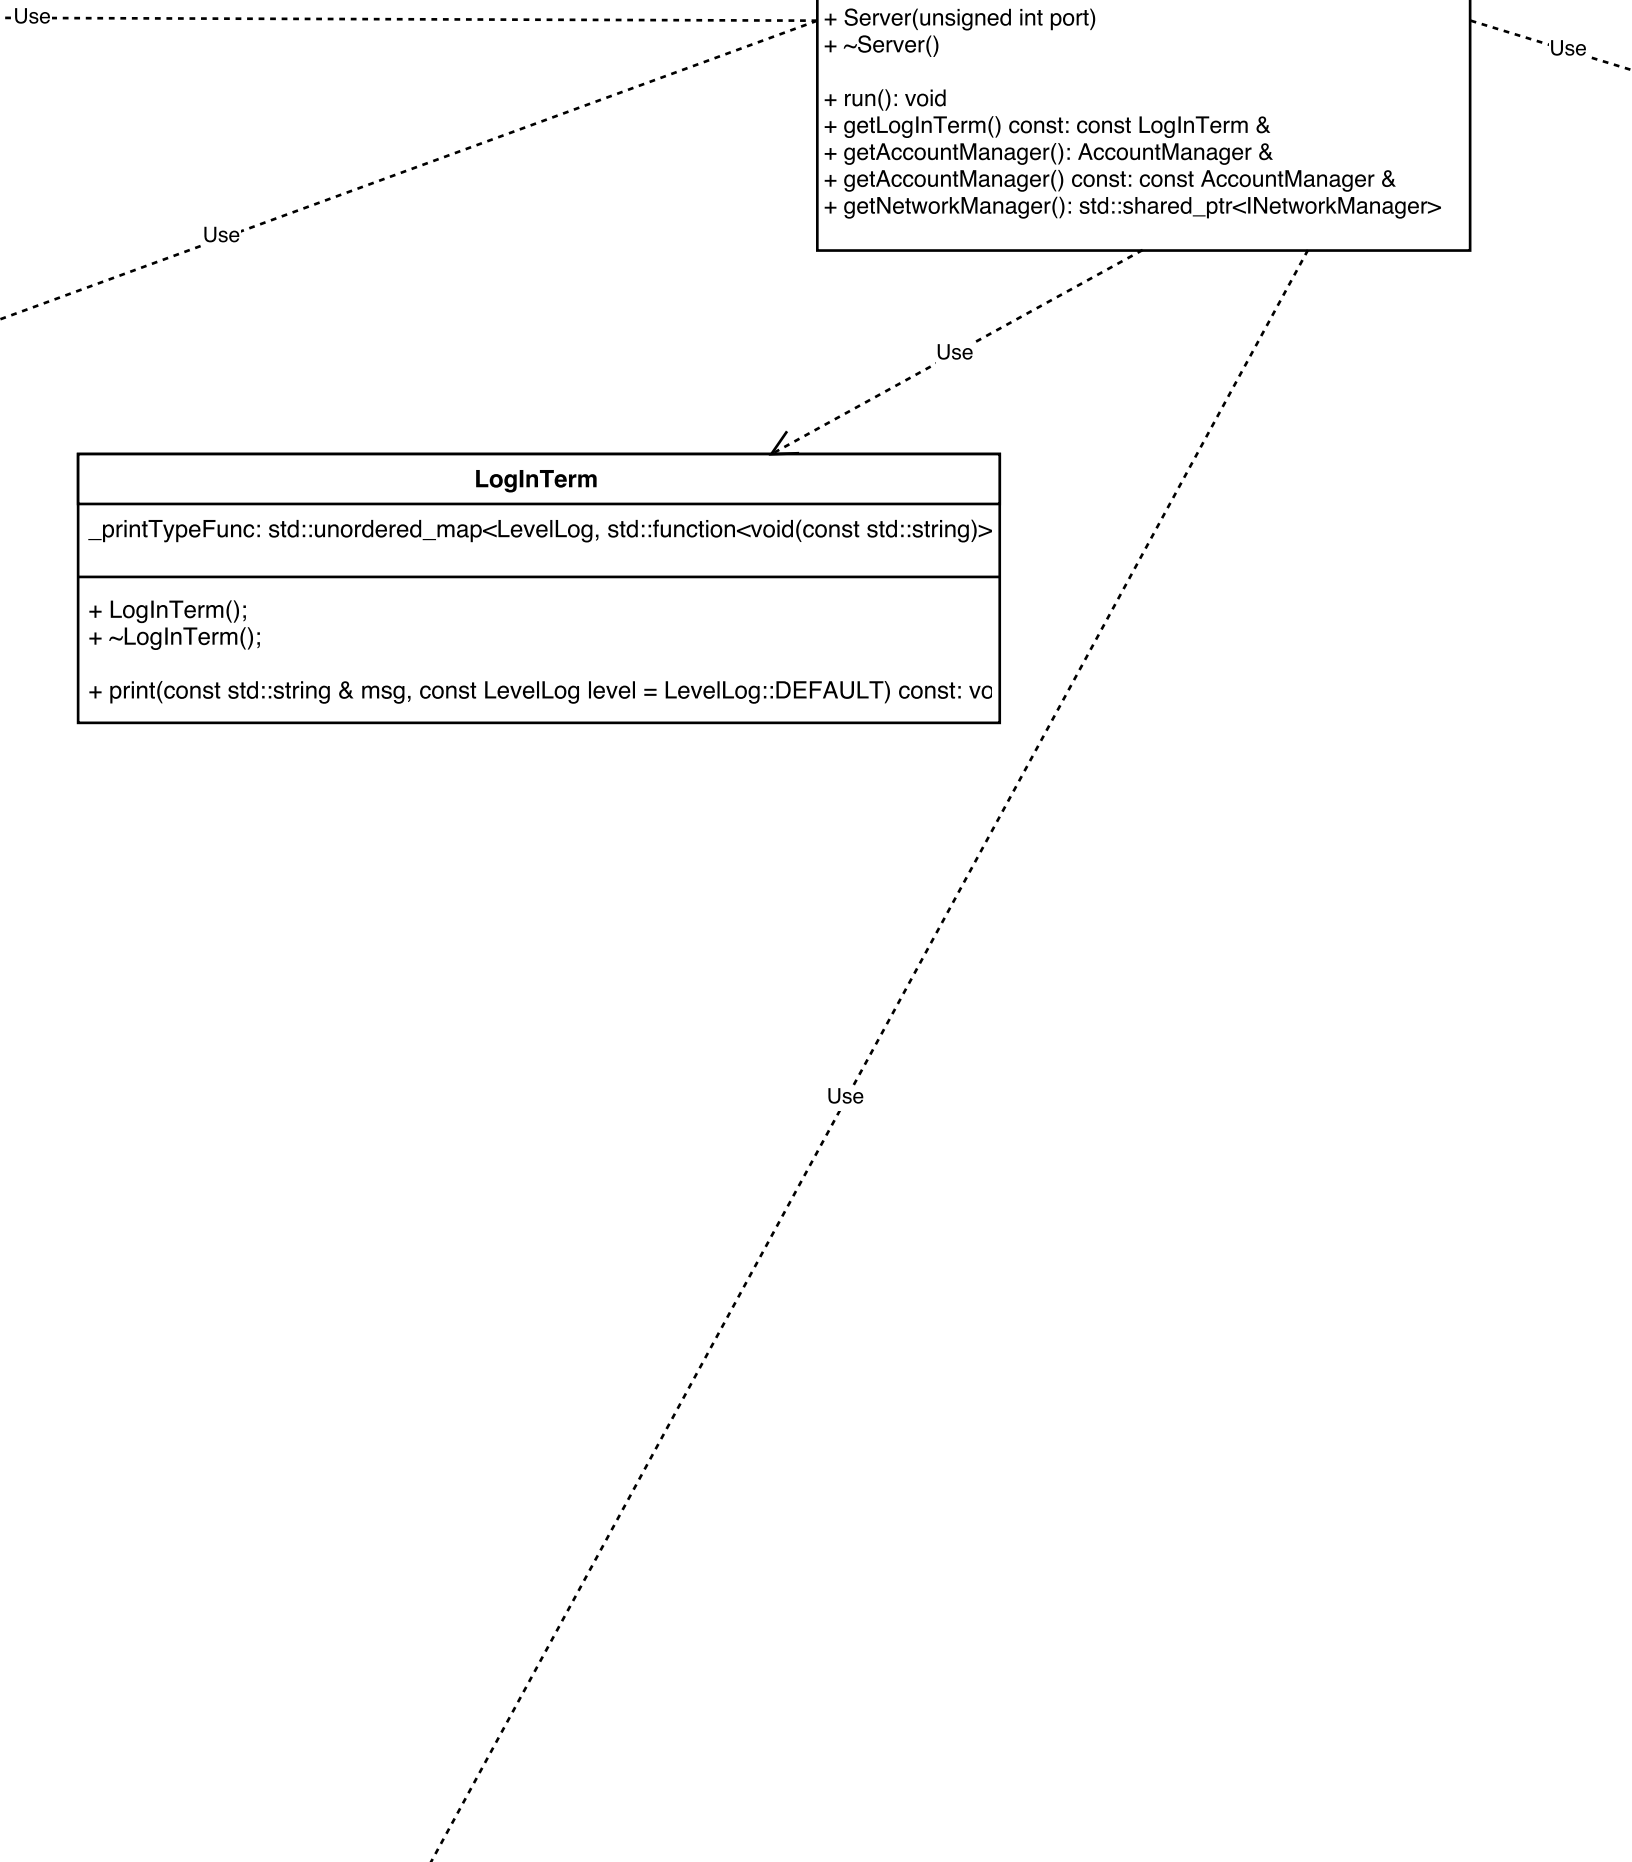 Use
+ Server(unsigned int port)
+ ~Server()
Use
+ run(): void
+ getLogInTerm() const: const LogInTerm &
+ getAccountManager(): AccountManager &
+ getAccountManager() const: const AccountManager &
+ getNetworkManager(): std::shared_ptr<INetworkManager>
Use
Use
LogInTerm
_printTypeFunc: std::unordered_map<LevelLog, std::function<void(const std::string)>
+ LogInTerm();
+ ~LogInTerm();
+ print(const std::string & msg, const LevelLog level = LevelLog::DEFAULT) const: vo
Use